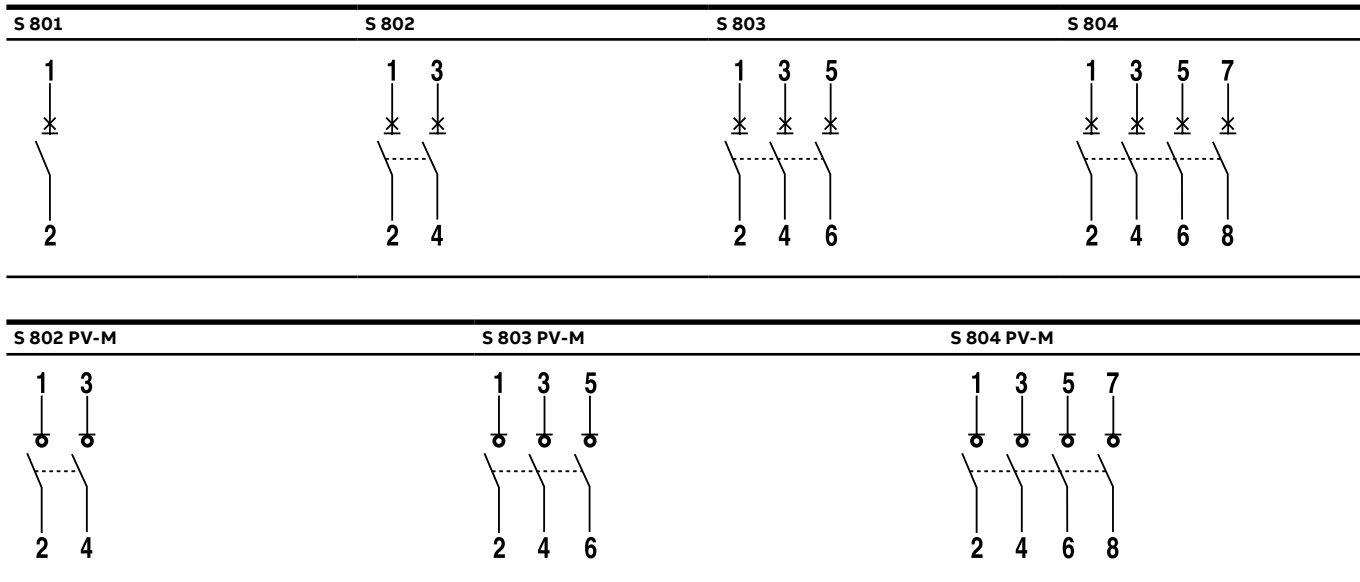 S 801 S 802 S 803 S 804
1 1 3 1 3 5 1 3 5 7
2 2 4 2 4 6 2 4 6 8
S 802 PV-M S 803 PV-M S 804 PV-M
1 3 1 3 5 1 3 5 7
2 4 2 4 6 2 4 6 8